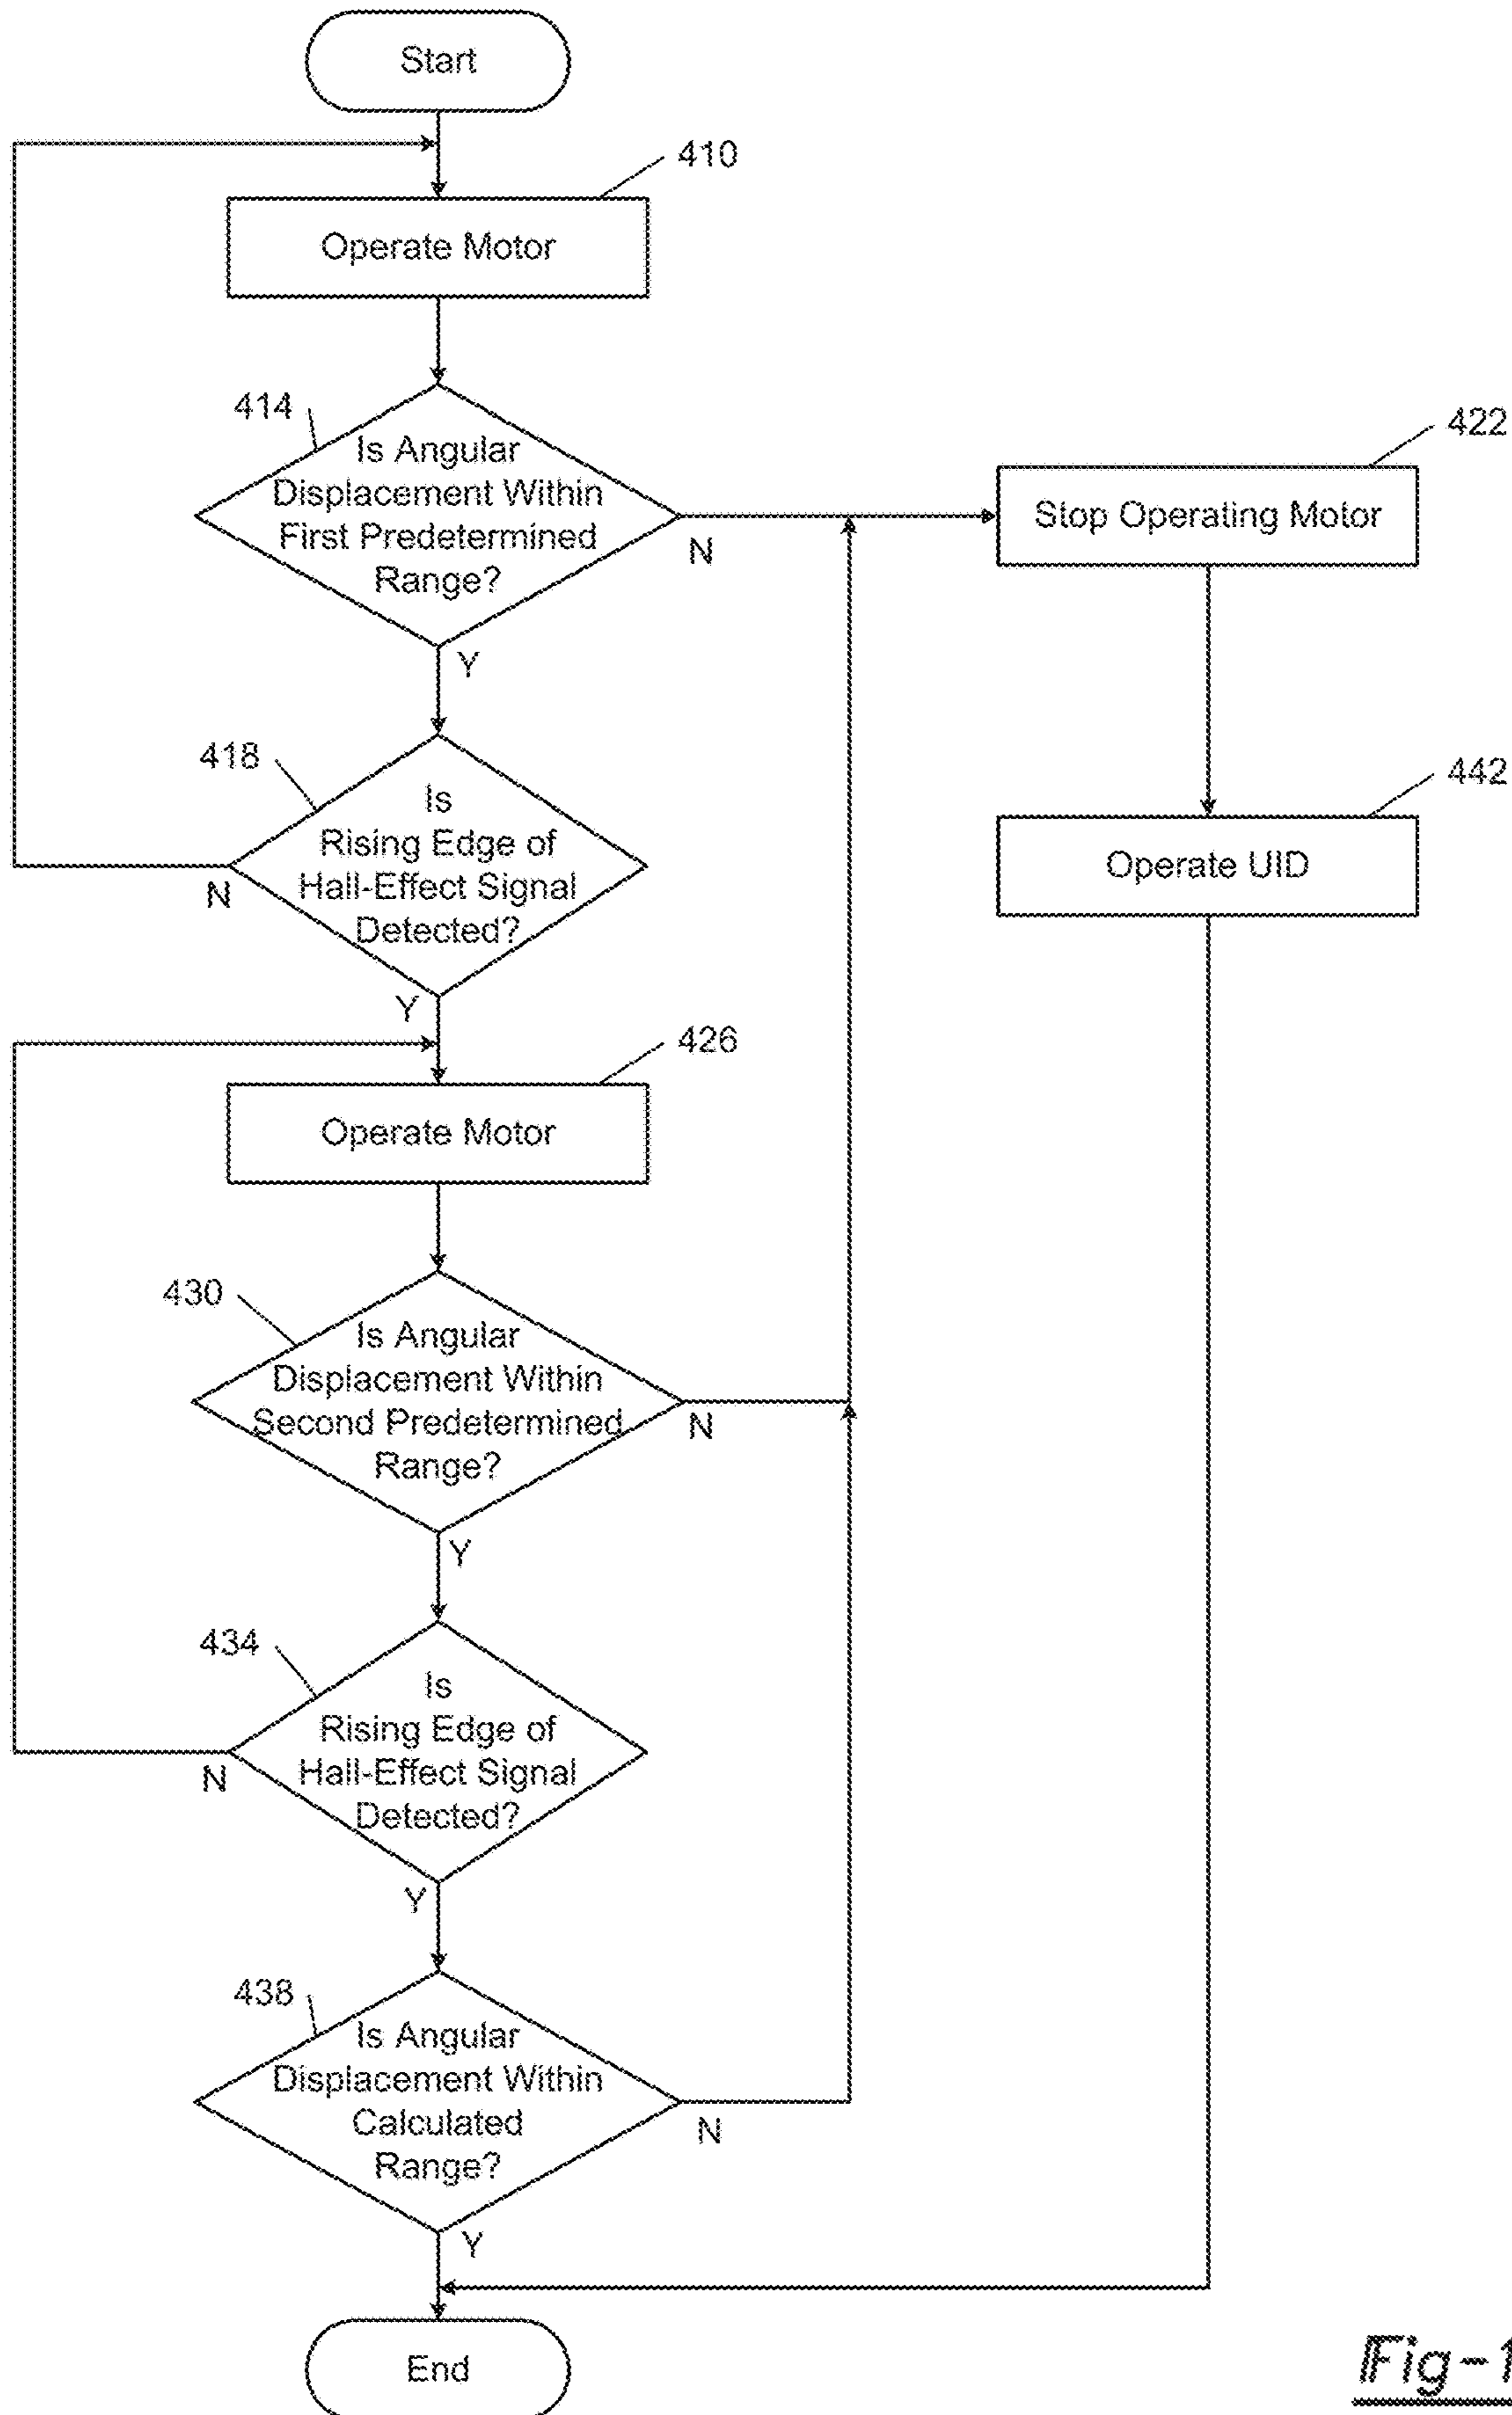 Start
410
Operate Motor
414
Is Angular
Displacement Within
First Predetermined
Range?
N
Y
422
Stop Operating Motor
418
Is
Rising Edge of
Hall-Effect Signal
Detected?
N
Y
442
Operate UID
426
Operate Motor
430
Is Angular
Displacement Within
Second Predetermined
Range?
N
Y
434
Is
Rising Edge of
Hall-Effect Signal
Detected?
N
Y
438
Is Angular
Displacement Within
Calculated
Range?
N
Y
End
Fig-1